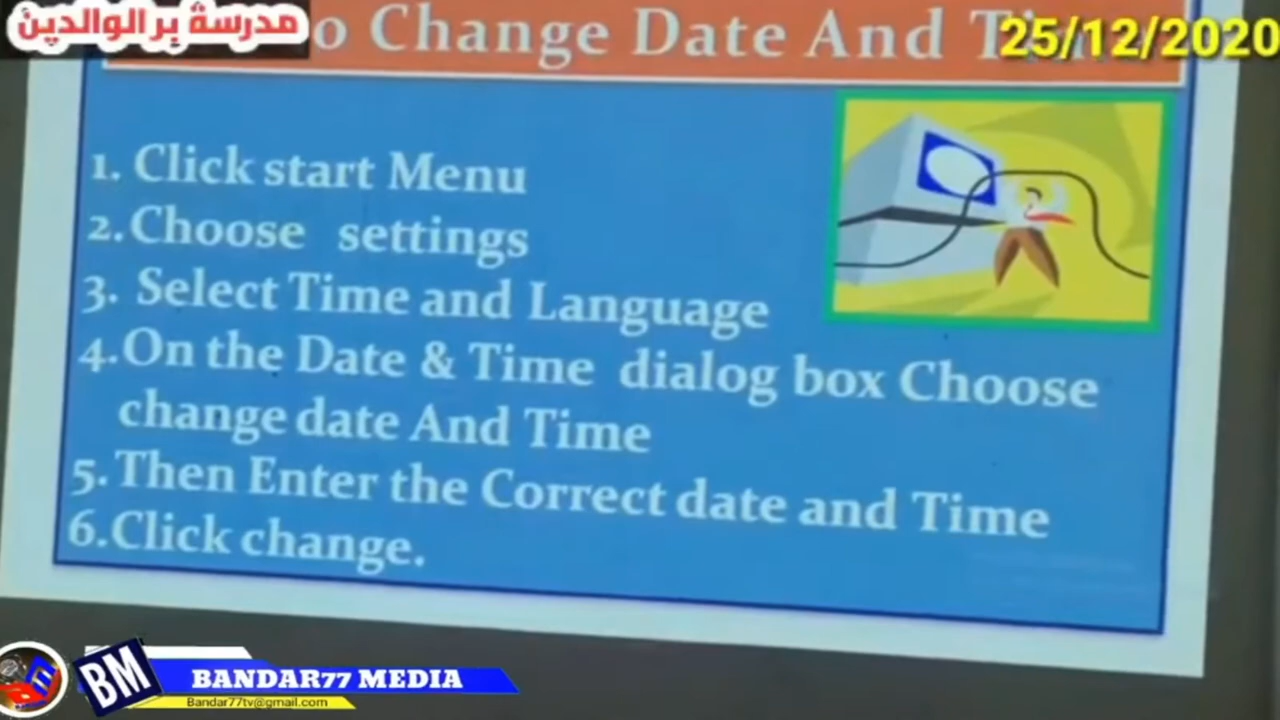 مدرسة بر الوالدين
o Change Date And T
25/12/2020
1. Click start Menu
2. Choose settings
3. Select Time and Language
4. On the Date & Time dialog box Choose
change date And Time
5. Then Enter the Correct date and Time
6. Click change.
BM
BANDAR77 MEDIA
Bandar77tv@gmail.com